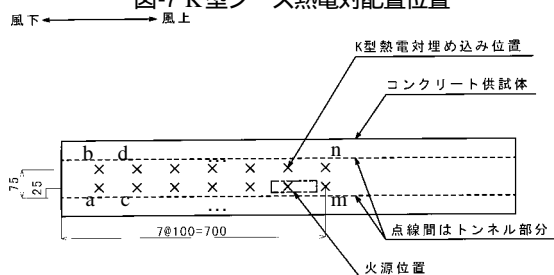 図-7 K型シース熱電対配置位置
風下 風上
K型熱電対埋め込み位置
コンクリート供試体
b d ... n
75
25
a c ... m
点線間はトンネル部分
7@100=700
火源位置